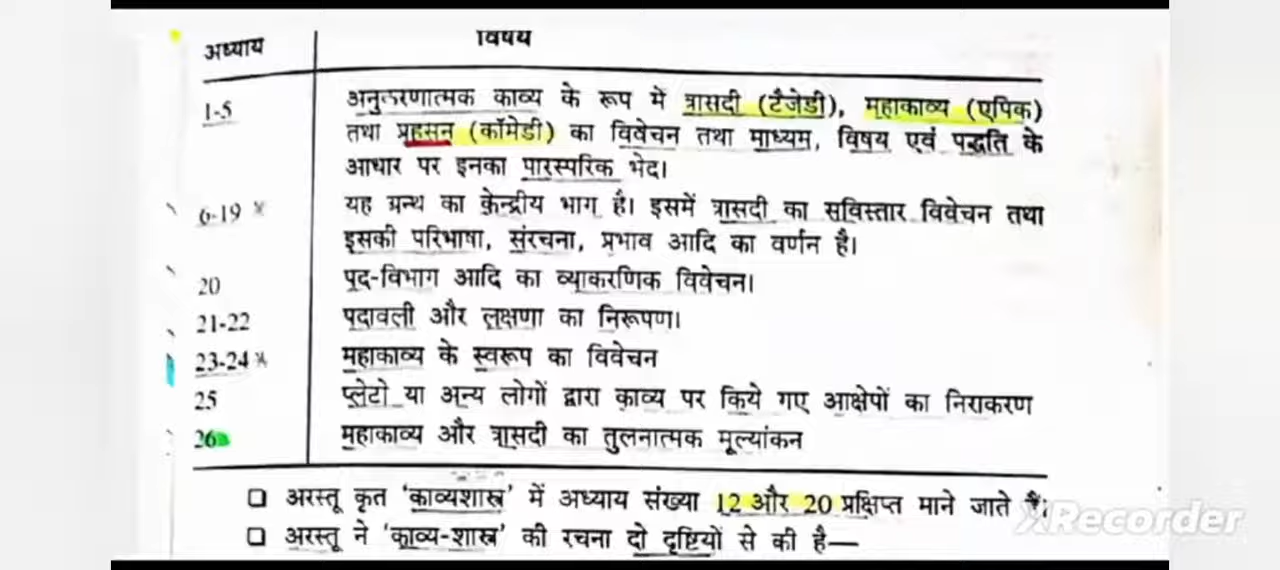 अध्याय विषय
1-5 अनुकरणात्मक काव्य के रूप में त्रासदी (टैजेडी), महाकाव्य (एपिक)
तथा प्रहसन (कॉमेडी) का विवेचन तथा माध्यम, विषय एवं पद्धति के
आधार पर इनका पारस्परिक भेद।
6-19 यह ग्रन्थ का केन्द्रीय भाग है। इसमें त्रासदी का सविस्तार विवेचन तथा
इसकी परिभाषा, संरचना, प्रभाव आदि का वर्णन है।
20 पद-विभाग आदि का व्याकरणिक विवेचन।
21-22 पदावली और लक्षणा का निरूपण।
23-24 महाकाव्य के स्वरूप का विवेचन
25 प्लेटो या अन्य लोगों द्वारा काव्य पर किये गए आक्षेपों का निराकरण
26 महाकाव्य और त्रासदी का तुलनात्मक मूल्यांकन
❑ अरस्तू कृत 'काव्यशास्त्र' में अध्याय संख्या 12 और 20 प्रक्षिप्त माने जाते हैं।
❑ अरस्तू ने 'काव्य-शास्त्र' की रचना दो दृष्टियों से की है—
XRecorder